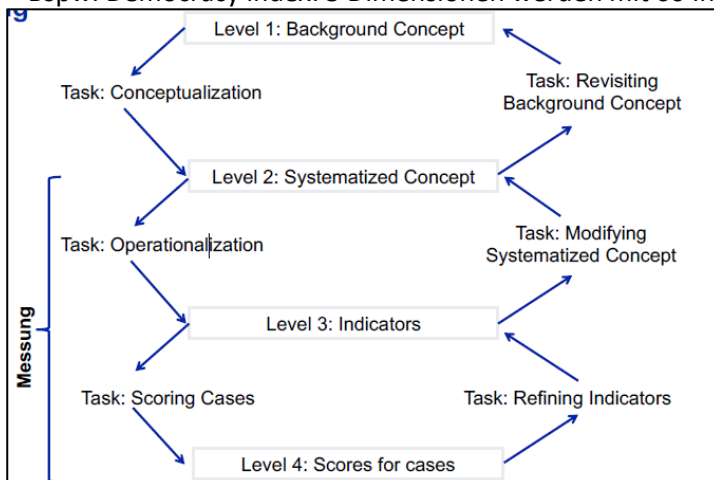 Level 1: Background Concept
Task: Conceptualization
Task: Revisiting
Background Concept
Level 2: Systematized Concept
Task: Operationalization
Task: Modifying
Systematized Concept
Messung
Level 3: Indicators
Task: Scoring Cases
Task: Refining Indicators
Level 4: Scores for cases